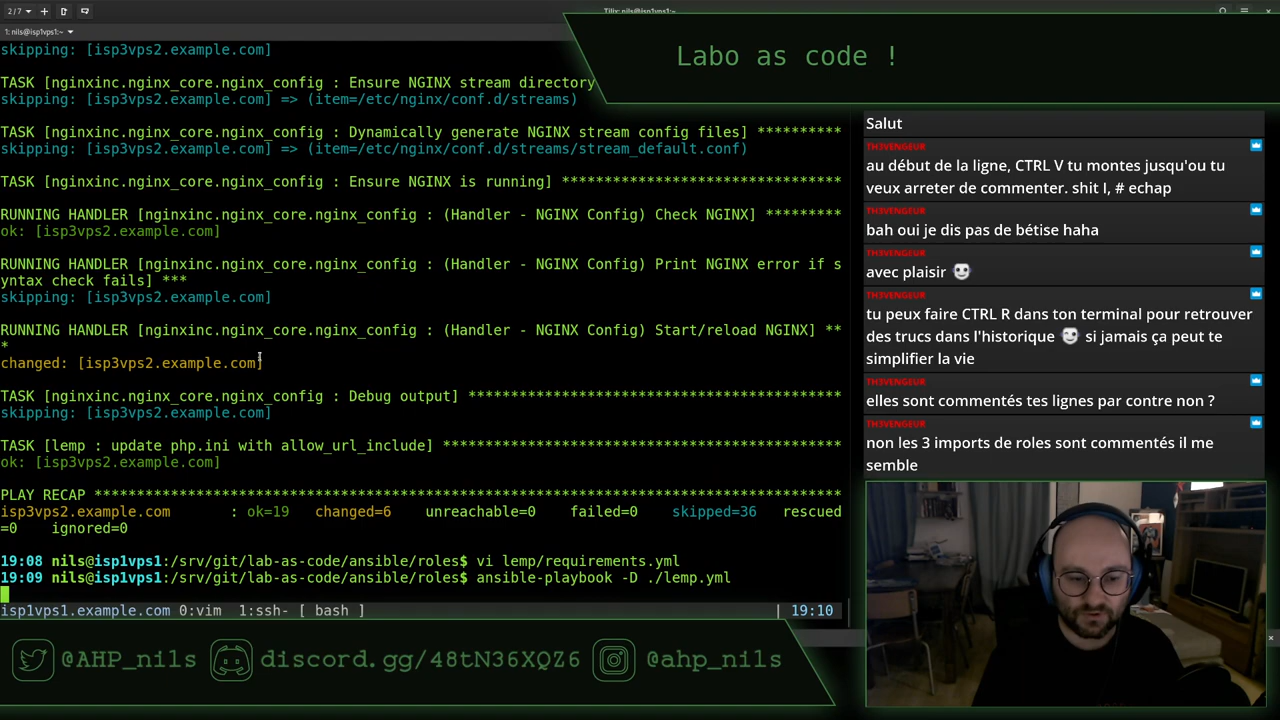 2/7
Tilix: nils@isp1vps1:~
1: nils@isp1vps1:~
Labo as code !
skipping: [isp3vps2.example.com]
TASK [nginxinc.nginx_core.nginx_config : Ensure NGINX stream directory
skipping: [isp3vps2.example.com] => (item=/etc/nginx/conf.d/streams)
TASK [nginxinc.nginx_core.nginx_config : Dynamically generate NGINX stream config files] **********
skipping: [isp3vps2.example.com] => (item=/etc/nginx/conf.d/streams/stream_default.conf)
TASK [nginxinc.nginx_core.nginx_config : Ensure NGINX is running] *********************************
RUNNING HANDLER [nginxinc.nginx_core.nginx_config : (Handler - NGINX Config) Check NGINX] *********
ok: [isp3vps2.example.com]
RUNNING HANDLER [nginxinc.nginx_core.nginx_config : (Handler - NGINX Config) Print NGINX error if s
yntax check fails] ***
skipping: [isp3vps2.example.com]
RUNNING HANDLER [nginxinc.nginx_core.nginx_config : (Handler - NGINX Config) Start/reload NGINX] **
*
changed: [isp3vps2.example.com]
TASK [nginxinc.nginx_core.nginx_config : Debug output] ********************************************
skipping: [isp3vps2.example.com]
TASK [lemp : update php.ini with allow_url_include] ***********************************************
ok: [isp3vps2.example.com]
PLAY RECAP ****************************************************************************************
isp3vps2.example.com : ok=19 changed=6 unreachable=0 failed=0 skipped=36 rescued
=0 ignored=0
19:08 nils@isp1vps1:/srv/git/lab-as-code/ansible/roles$ vi lemp/requirements.yml
19:09 nils@isp1vps1:/srv/git/lab-as-code/ansible/roles$ ansible-playbook -D ./lemp.yml
isp1vps1.example.com 0:vim 1:ssh- [ bash ] | 19:10
Salut
TH3VENGEUR
au début de la ligne, CTRL V tu montes jusqu'ou tu
veux arreter de commenter. shit I, # echap
TH3VENGEUR
bah oui je dis pas de bétise haha
TH3VENGEUR
avec plaisir
TH3VENGEUR
tu peux faire CTRL R dans ton terminal pour retrouver
des trucs dans l'historique si jamais ça peut te
simplifier la vie
TH3VENGEUR
elles sont commentés tes lignes par contre non ?
TH3VENGEUR
non les 3 imports de roles sont commentés il me
semble
@AHP_nils
discord.gg/48tN36XQZ6
@ahp_nils